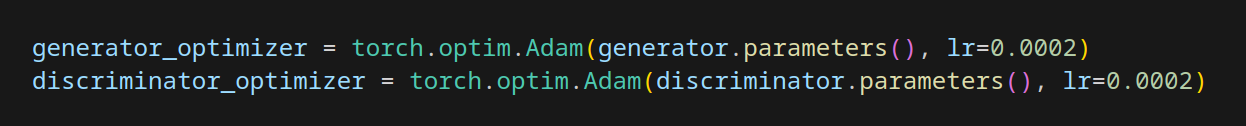 generator_optimizer = torch.optim.Adam(generator.parameters(), lr=0.0002)
discriminator_optimizer = torch.optim.Adam(discriminator.parameters(), lr=0.0002)